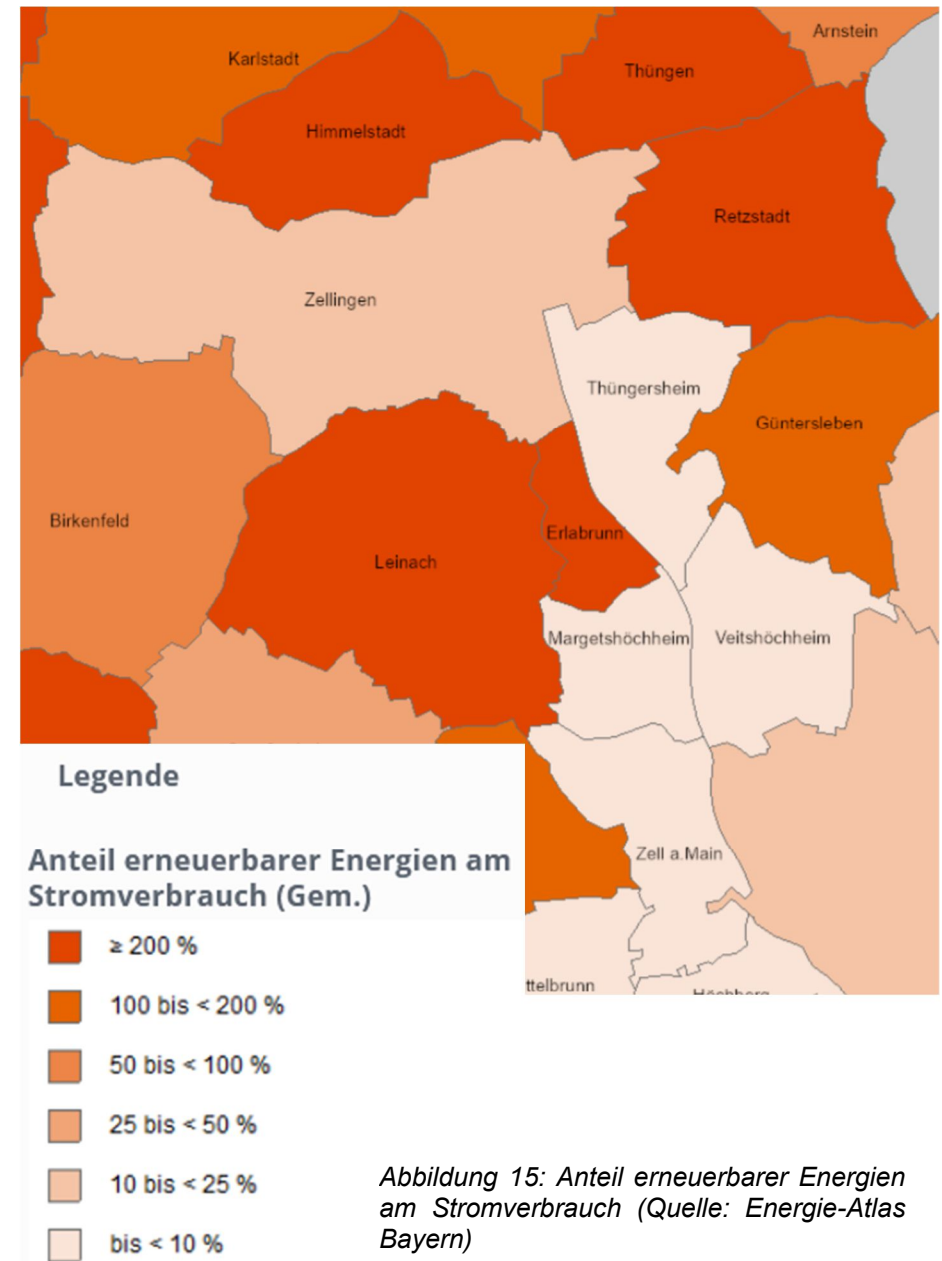 Arnstein
Karlstadt
Thüngen
Himmelstadt
Retzstadt
Zellingen
Thüngersheim
Güntersleben
Birkenfeld
Erlabrunn
Leinach
Margetshöchheim
Veitshöchheim
Zell a.Main
ttelbrunn
Legende
Anteil erneuerbarer Energien am
Stromverbrauch (Gem.)
≥ 200 %
100 bis < 200 %
50 bis < 100 %
25 bis < 50 %
10 bis < 25 %
bis < 10 %
Abbildung 15: Anteil erneuerbarer Energien
am Stromverbrauch (Quelle: Energie-Atlas
Bayern)